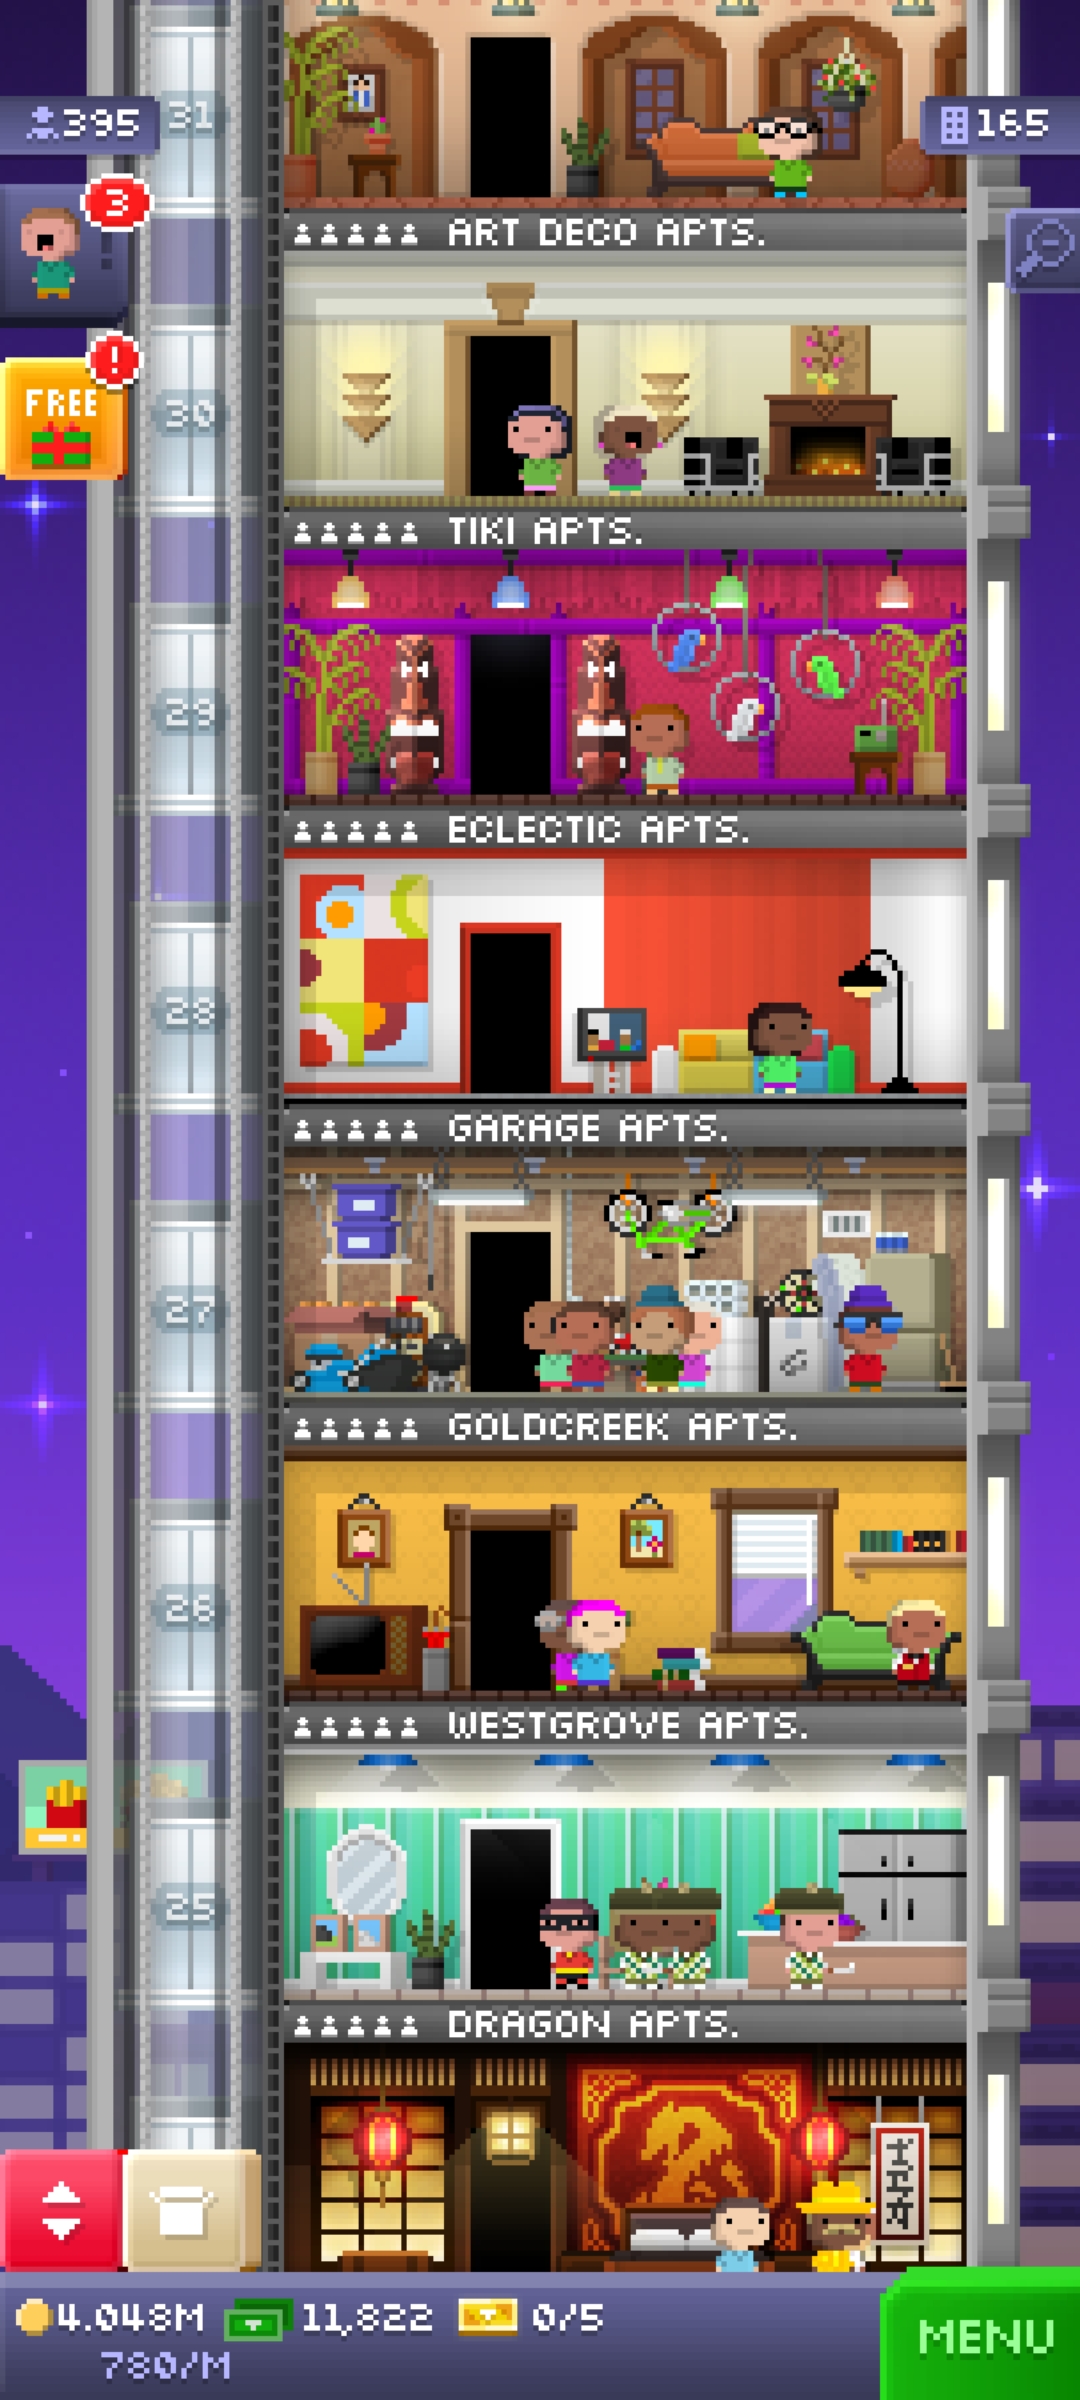 31
395
165
3
ART DECO APTS.
!
FREE
30
TIKI APTS.
29
ECLECTIC APTS.
28
GARAGE APTS.
27
GOLDCREEK APTS.
26
WESTGROVE APTS.
25
DRAGON APTS.
4.048M 11,822 0/5
780/M
MENU